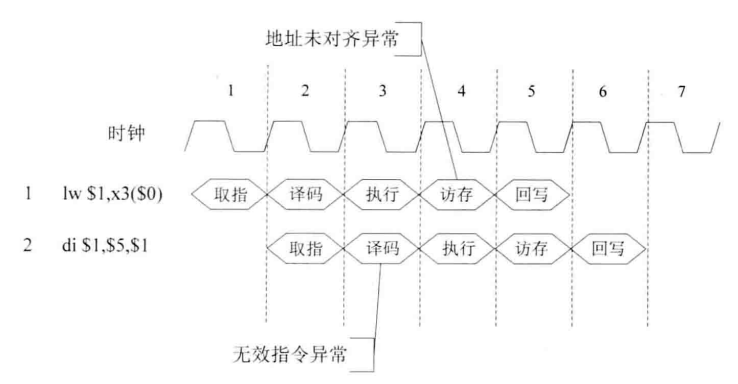 地址未对齐异常
1 2 3 4 5 6 7
时钟
1 lw $1,x3($0) 取指 译码 执行 访存 回写
2 di $1,$5,$1 取指 译码 执行 访存 回写
无效指令异常